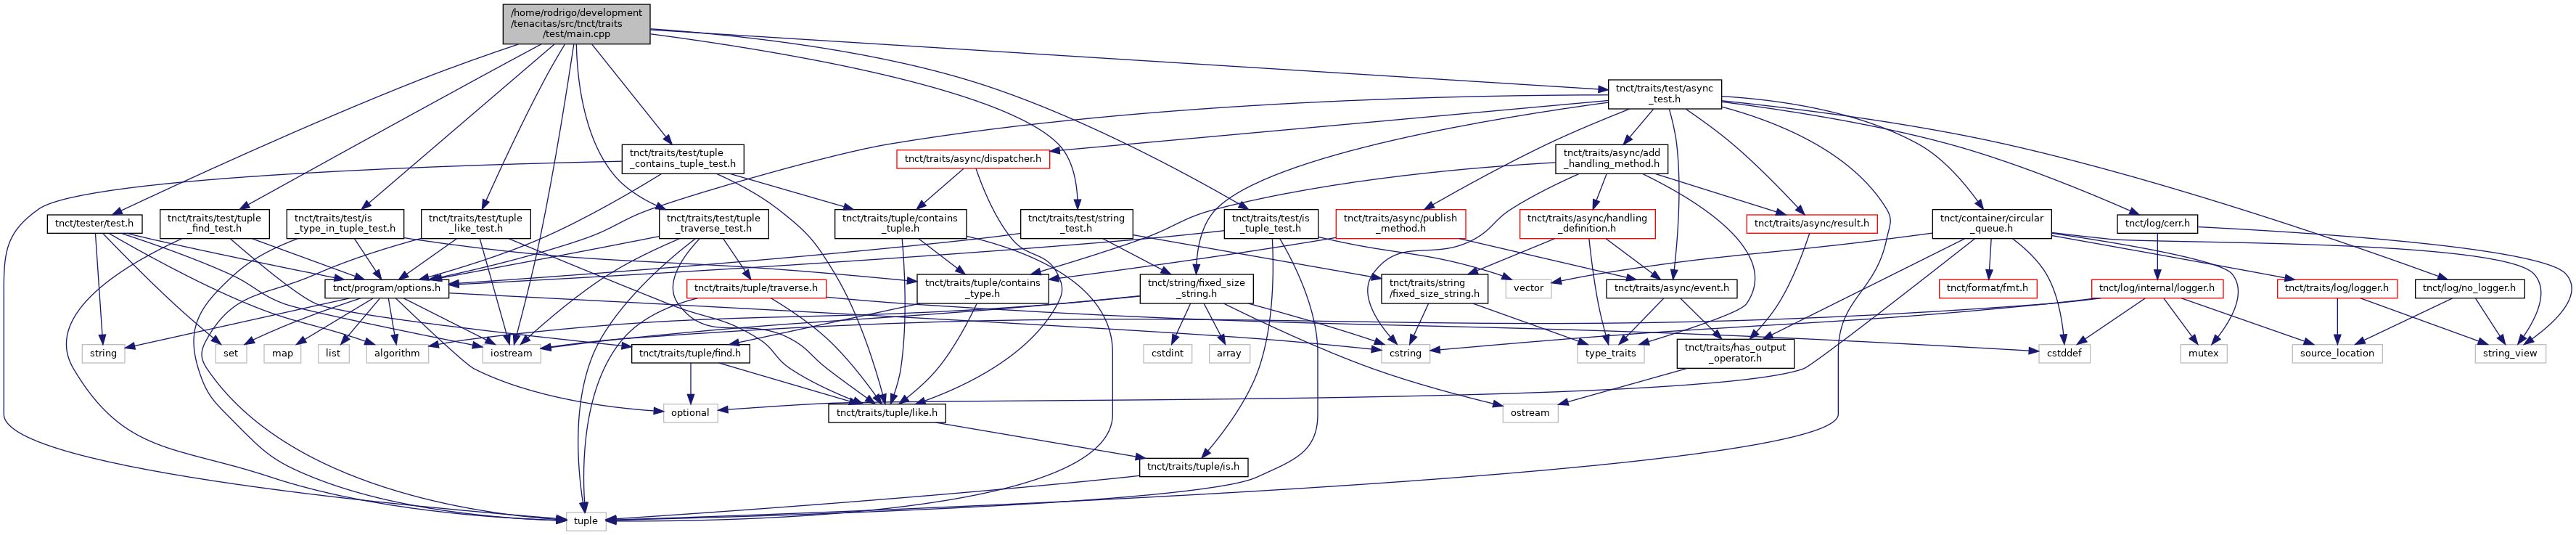 /home/rodrigo/development
/tenacitas/src/tnct/traits
/test/main.cpp
tnct/traits/test/async
_test.h
tnct/traits/test/tuple
_contains_tuple_test.h
tnct/traits/async/dispatcher.h
tnct/traits/async/add
_handling_method.h
tnct/tester/test.h
tnct/traits/test/tuple
_find_test.h
tnct/traits/test/is
_type_in_tuple_test.h
tnct/traits/test/tuple
_like_test.h
tnct/traits/test/tuple
_traverse_test.h
tnct/traits/tuple/contains
_tuple.h
tnct/traits/test/string
_test.h
tnct/traits/test/is
_tuple_test.h
tnct/traits/async/publish
_method.h
tnct/traits/async/handling
_definition.h
tnct/traits/async/result.h
tnct/container/circular
_queue.h
tnct/log/cerr.h
tnct/program/options.h
tnct/traits/tuple/traverse.h
tnct/traits/tuple/contains
_type.h
tnct/string/fixed_size
_string.h
tnct/traits/string
/fixed_size_string.h
vector
tnct/traits/async/event.h
tnct/format/fmt.h
tnct/log/internal/logger.h
tnct/traits/log/logger.h
tnct/log/no_logger.h
string
set
map
list
algorithm
iostream
tnct/traits/tuple/find.h
cstdint
array
cstring
type_traits
tnct/traits/has_output
_operator.h
cstddef
mutex
source_location
string_view
optional
tnct/traits/tuple/like.h
ostream
tnct/traits/tuple/is.h
tuple